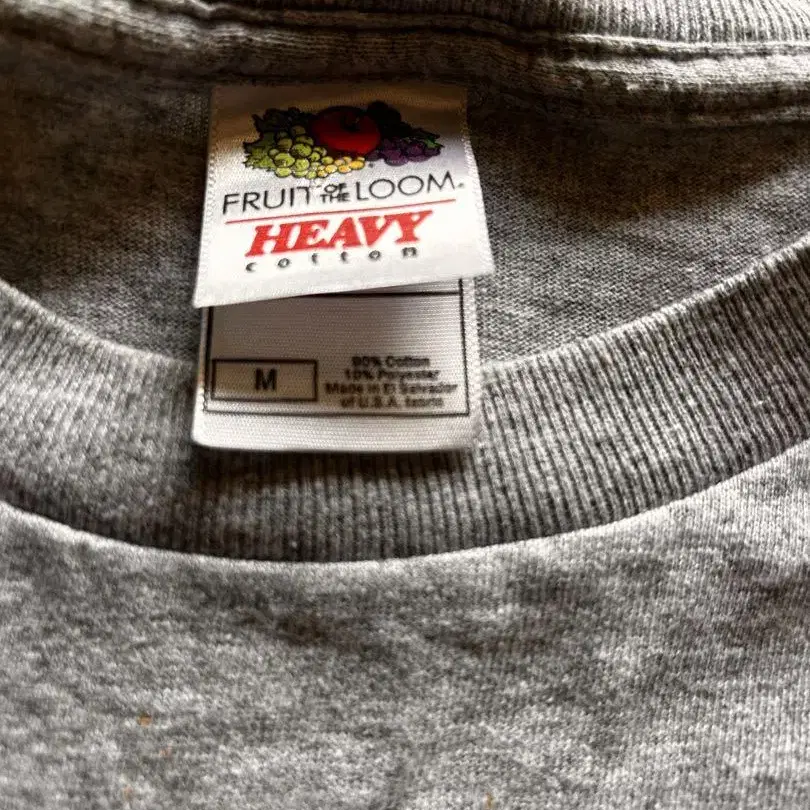 FRUIT OF THE LOOM®
HEAVY
cotton
M
90% Cotton
10% Polyester
Made in El Salvador
of U.S.A. fabric